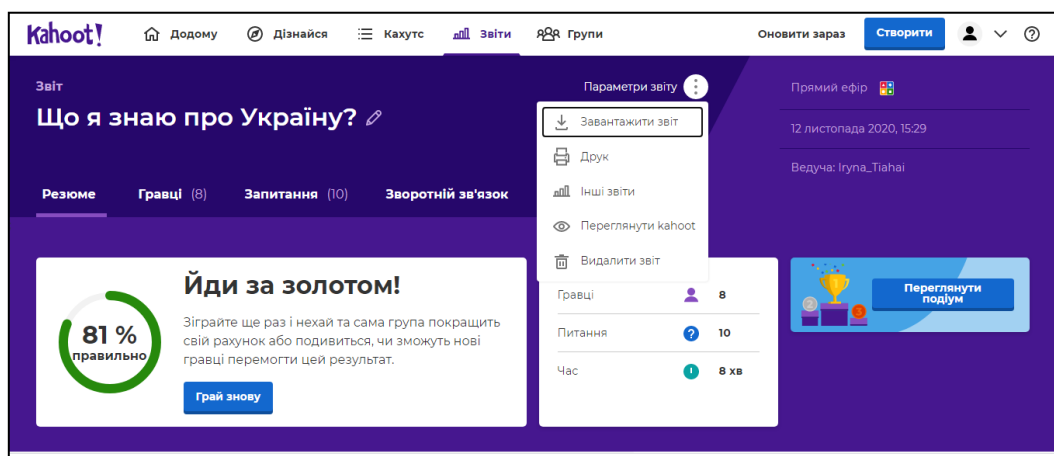 Kahoot!
Додому
Дізнайся
Кахутс
Звіти
Групи
Оновити зараз
Створити
Звіт
Що я знаю про Україну?
Параметри звіту
Завантажити звіт
Друк
Інші звіти
Переглянути kahoot
Видалити звіт
Прямий ефір
12 листопада 2020, 15:29
Ведуча: Iryna_Tiahai
Резюме
Гравці (8)
Запитання (10)
Зворотній зв'язок
81 %
правильно
Йди за золотом!
Зіграйте ще раз і нехай та сама група покращить
свій рахунок або подивиться, чи зможуть нові
гравці перемогти цей результат.
Грай знову
Гравці 8
Питання 10
Час 8 хв
Переглянути
подіум